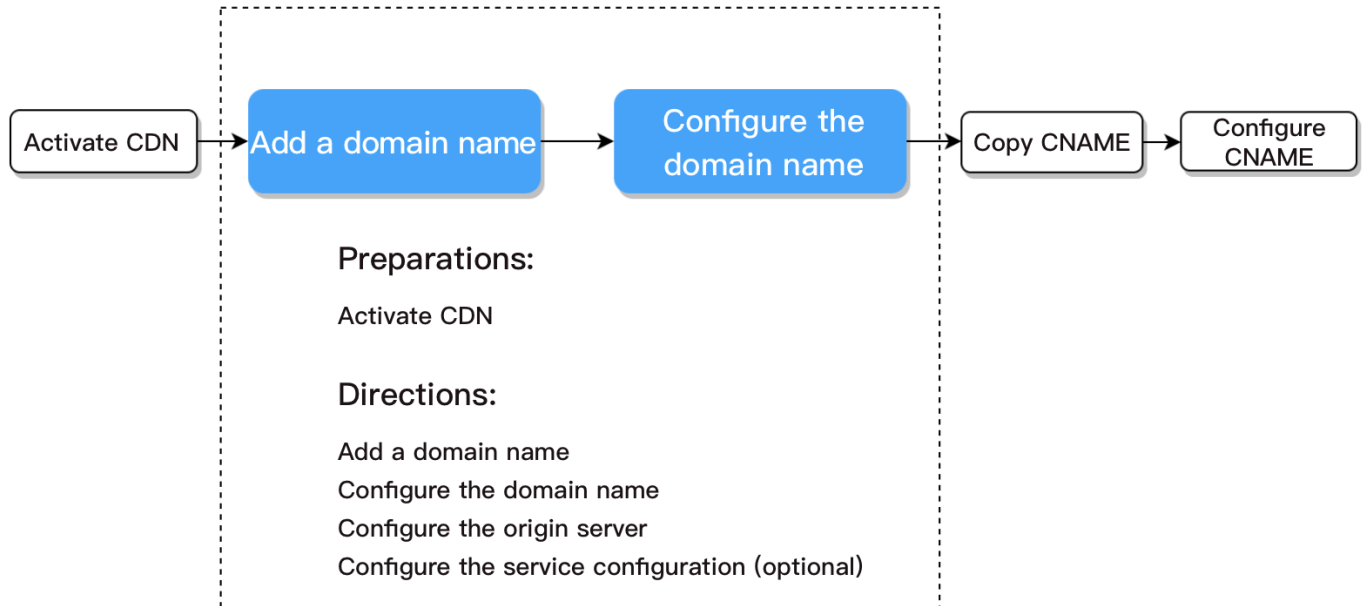 Activate CDN
Add a domain name
Configure the
domain name
Copy CNAME
Configure
CNAME
Preparations:
Activate CDN
Directions:
Add a domain name
Configure the domain name
Configure the origin server
Configure the service configuration (optional)